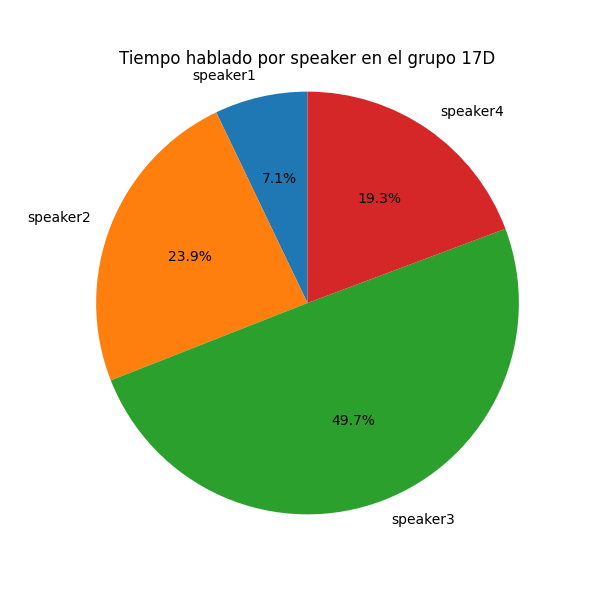 Tiempo hablado por speaker en el grupo 17D
speaker1
speaker4
7.1%
19.3%
speaker2
23.9%
49.7%
speaker3